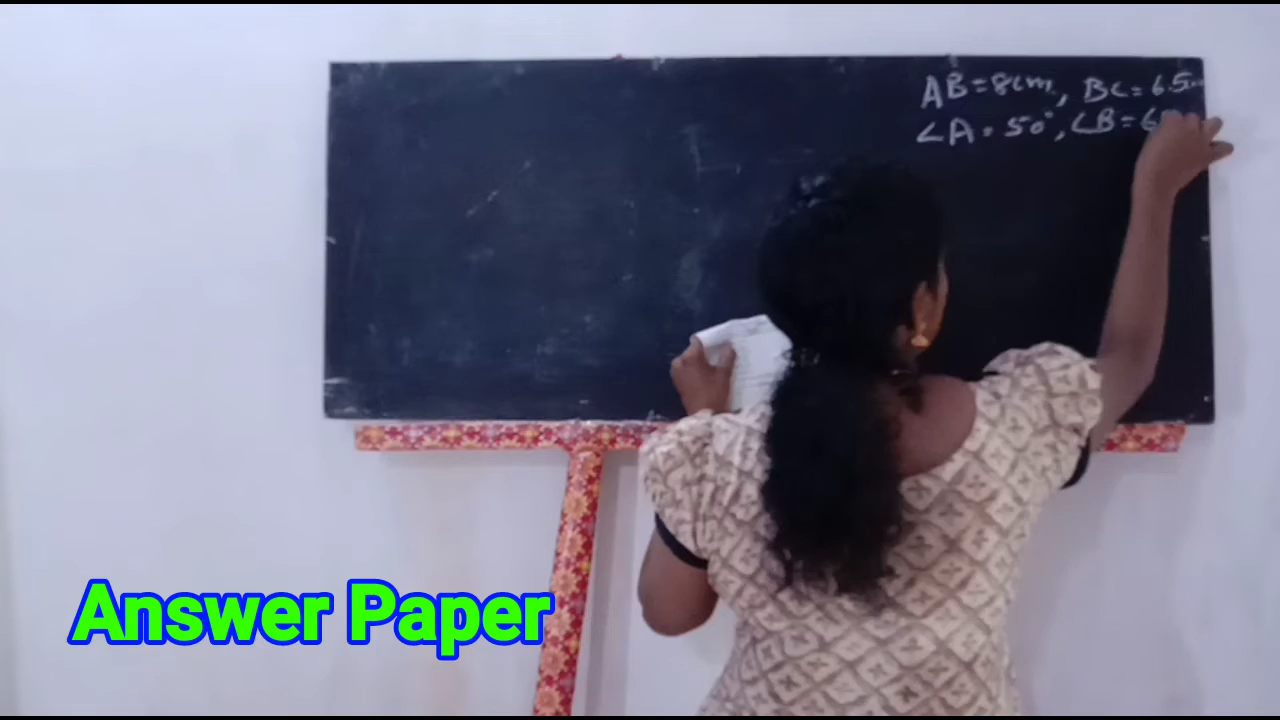 AB = 8cm, BC = 6.5
∠A = 50°, ∠B =
Answer Paper